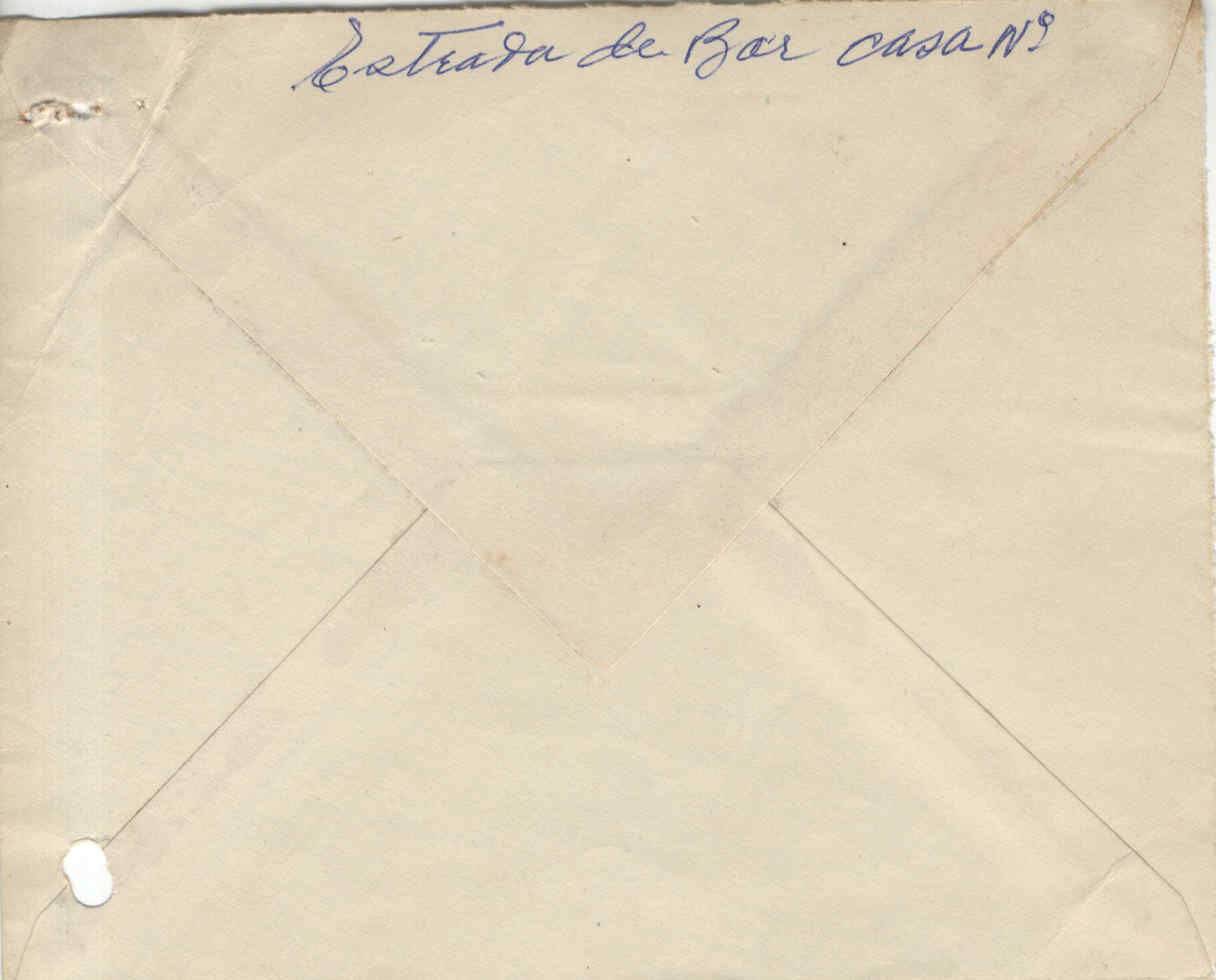 Estrada de Bor casa Nº